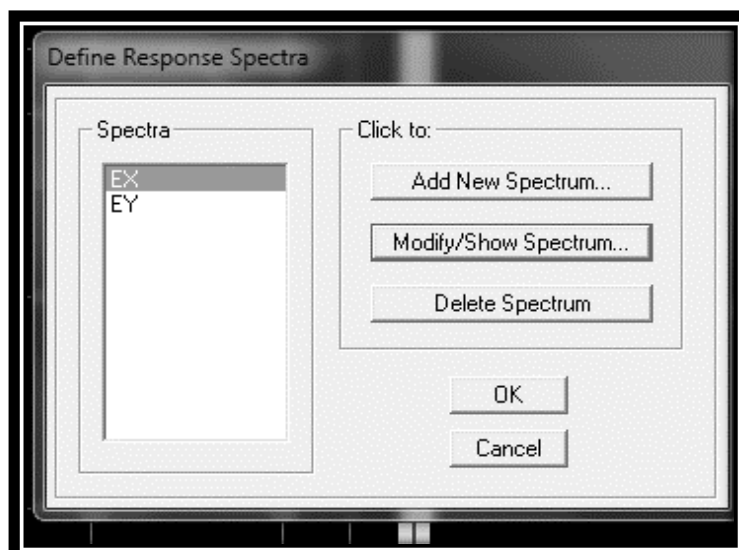 Define Response Spectra
Spectra
EX
EY
Click to:
Add New Spectrum...
Modify/Show Spectrum...
Delete Spectrum
OK
Cancel